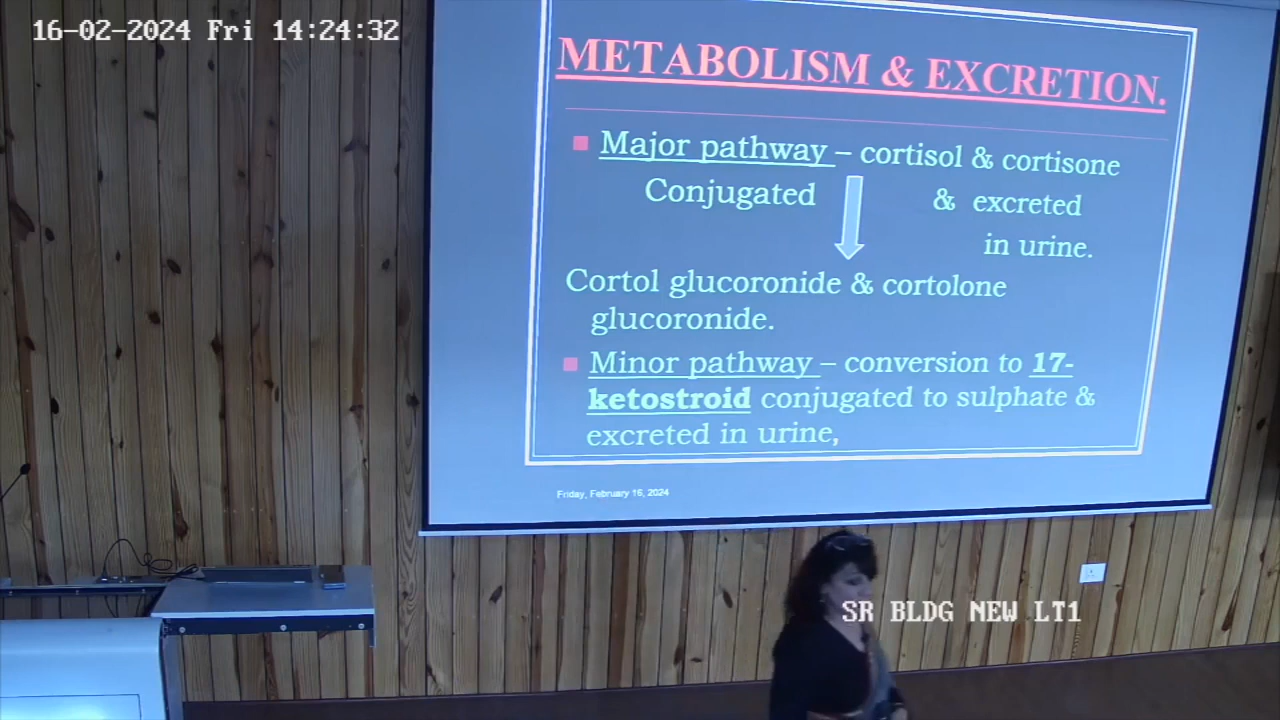 16-02-2024 Fri 14:24:32
METABOLISM & EXCRETION.
Major pathway – cortisol & cortisone
Conjugated & excreted
in urine.
Cortol glucoronide & cortolone
glucoronide.
Minor pathway – conversion to 17-
ketostroid conjugated to sulphate &
excreted in urine,
Friday, February 16, 2024
SR BLDG NEW LT1